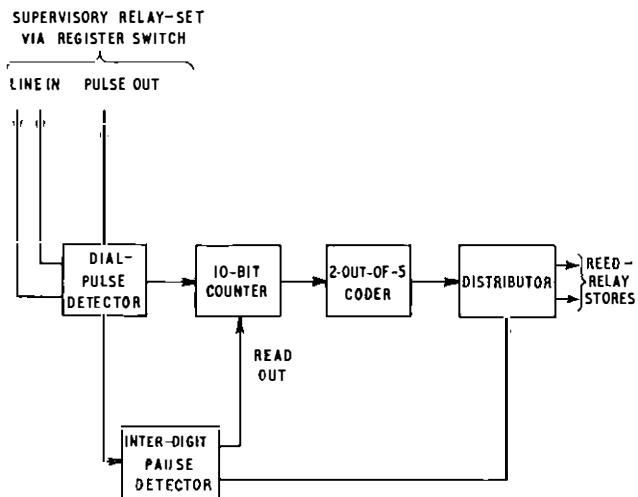 SUPERVISORY RELAY-SET
VIA REGISTER SWITCH
LINE IN PULSE OUT
DIAL-
PULSE
DETECTOR
10-BIT
COUNTER
2-OUT-OF-5
CODER
DISTRIBUTOR
REED-
RELAY
STORES
READ
OUT
INTER-DIGIT
PAUSE
DETECTOR